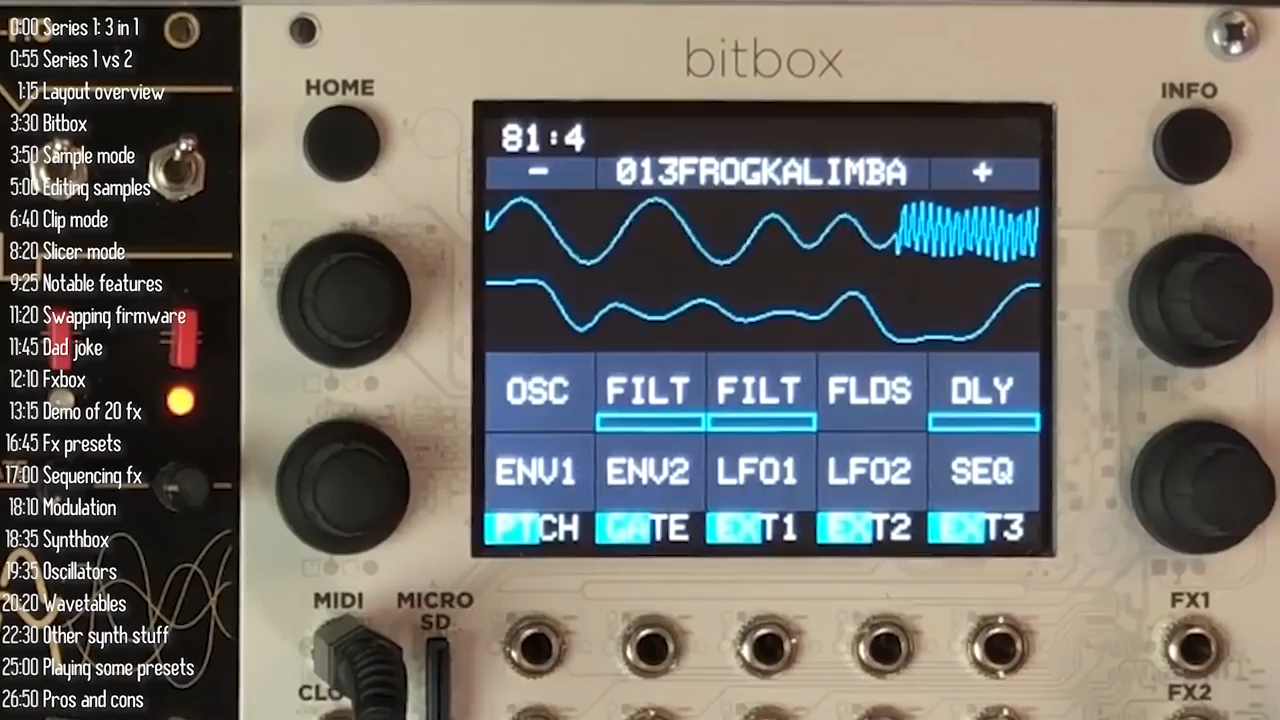 0:00 Series 1: 3 in 1
0:55 Series 1 vs 2
1:15 Layout overview
3:30 Bitbox
3:50 Sample mode
5:00 Editing samples
6:40 Clip mode
8:20 Slicer mode
9:25 Notable features
11:20 Swapping firmware
11:45 Dad joke
12:10 Fxbox
13:15 Demo of 20 fx
16:45 Fx presets
17:00 Sequencing fx
18:10 Modulation
18:35 Synthbox
19:35 Oscillators
20:20 Wavetables
22:30 Other synth stuff
25:00 Playing some presets
26:50 Pros and cons
bitbox
HOME
INFO
81:4
- 013FROGKALIMBA +
OSC FILT FILT FLDS DLY
ENV1 ENV2 LFO1 LFO2 SEQ
PTCH GATE EXT1 EXT2 EXT3
MIDI
MICRO
SD
FX1
CLO
FX2